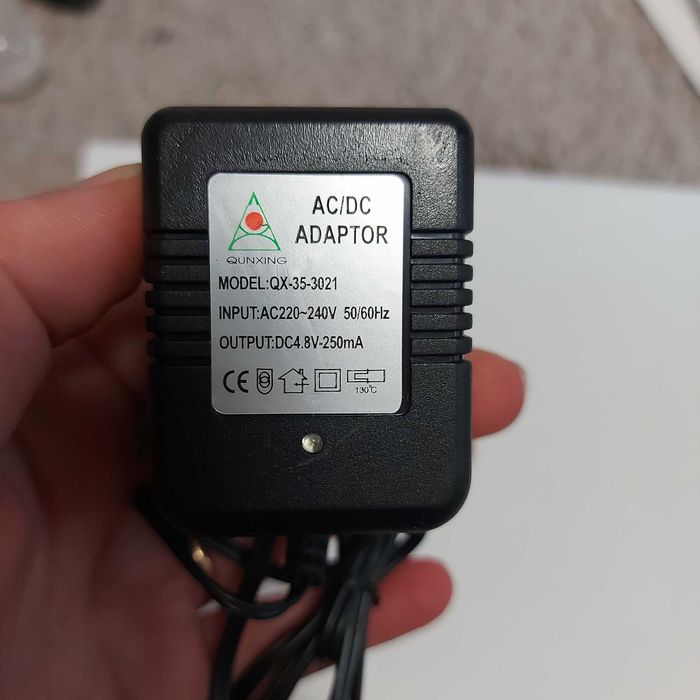 AC/DC
ADAPTOR
QUNXING
MODEL:QX-35-3021
INPUT:AC220~240V 50/60Hz
OUTPUT:DC4.8V-250mA
CE
130℃